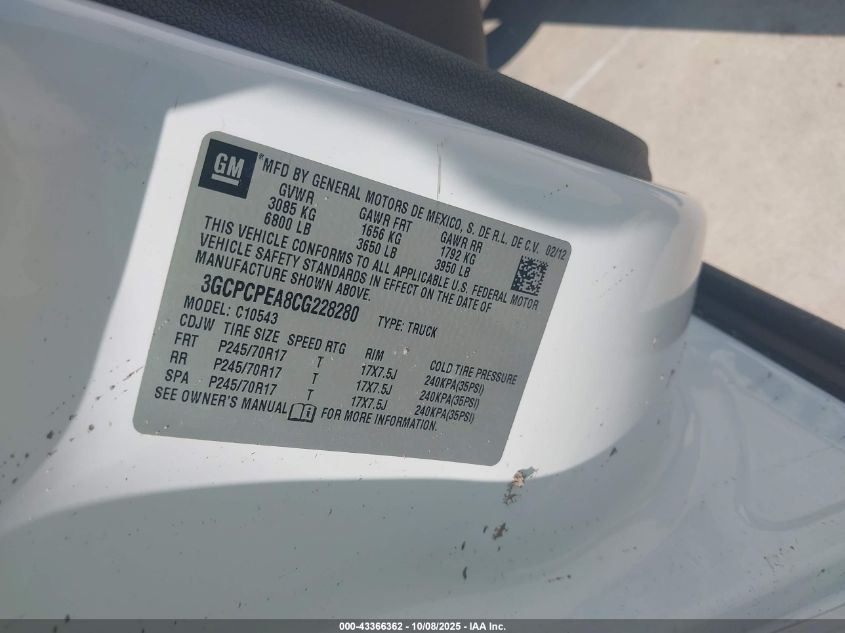 GM
*MFD BY GENERAL MOTORS DE MEXICO, S. DE R.L. DE C.V. 02/12
GVWR GAWR FRT GAWR RR
3085 KG 1656 KG 1792 KG
6800 LB 3650 LB 3950 LB
THIS VEHICLE CONFORMS TO ALL APPLICABLE U.S. FEDERAL MOTOR
VEHICLE SAFETY STANDARDS IN EFFECT ON THE DATE OF
MANUFACTURE SHOWN ABOVE.
3GCPCPEA8CG228280 TYPE: TRUCK
MODEL: C10543
CDJW TIRE SIZE SPEED RTG RIM COLD TIRE PRESSURE
FRT P245/70R17 T 17X7.5J 240KPA(35PSI)
RR P245/70R17 T 17X7.5J 240KPA(35PSI)
SPA P245/70R17 T 17X7.5J 240KPA(35PSI)
SEE OWNER'S MANUAL FOR MORE INFORMATION.
000-43366362 • 10/08/2025 • IAA Inc.